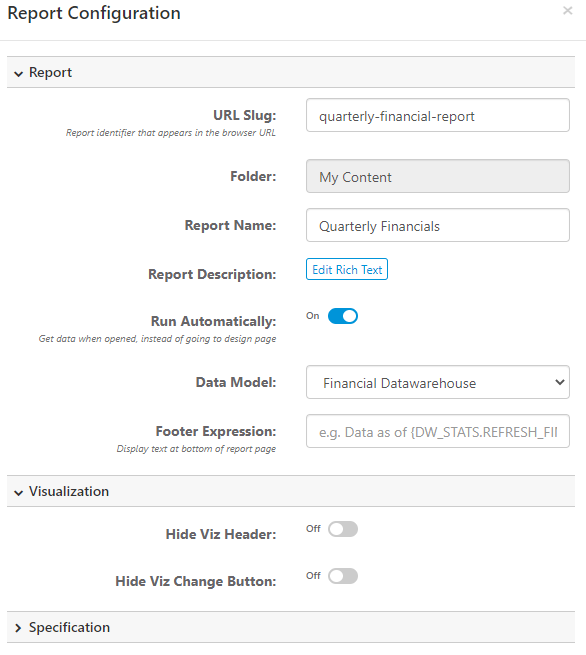 Report Configuration ×
Report
URL Slug: quarterly-financial-report
Report identifier that appears in the browser URL
Folder: My Content
Report Name: Quarterly Financials
Report Description: Edit Rich Text
Run Automatically: On
Get data when opened, instead of going to design page
Data Model: Financial Datawarehouse
Footer Expression: e.g. Data as of {DW_STATS.REFRESH_FII
Display text at bottom of report page
Visualization
Hide Viz Header: Off
Hide Viz Change Button: Off
Specification